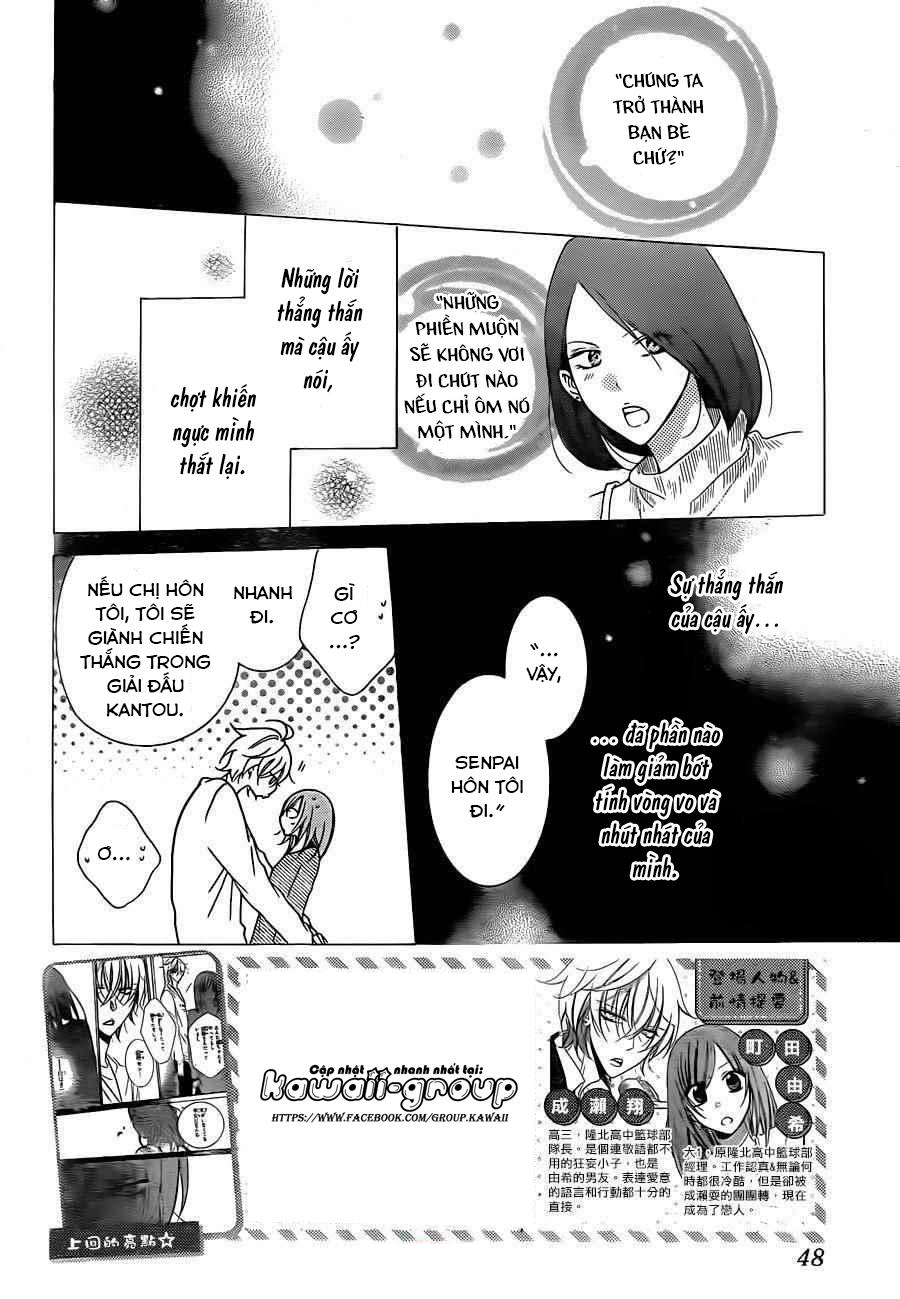 "CHÚNG TA
TRỞ THÀNH
BẠN BÈ
CHỨ?"
"NHỮNG
PHIỀN MUỘN
SẼ KHÔNG VƠI
ĐI CHÚT NÀO
NẾU CHỈ ÔM NÓ
MỘT MÌNH."
Những lời
thẳng thắn
mà cậu ấy
nói,
chợt khiến
ngực mình
thắt lại.
Sự thẳng thắn
của cậu ấy...
... đã phần nào
làm giảm bớt
tính vòng vo và
nhút nhát của
mình.
"...
VẬY,
SENPAI
HÔN TÔI
ĐI."
GÌ
CƠ
...?
NHANH
ĐI.
NẾU CHỊ HÔN
TÔI, TÔI SẼ
GIÀNH CHIẾN
THẮNG TRONG
GIẢI ĐẤU
KANTOU.
Ơ...
登場人物&
前情提要
町田由希
大1。原隆北高中籃球部
經理。工作認真&無論何
時都很冷酷，但是卻被
成瀨耍的團團轉，現在
成為了戀人。
成瀨翔
高三，隆北高中籃球部
隊長。是個連敬語都不
用的狂妄小子，也是
由希的男友。表達愛意
的語言和行動都十分的
直接。
Cập nhật nhanh nhất tại:
kawaii-group
HTTPS://WWW.FACEBOOK.COM/GROUP.KAWAII
上回的亮點☆
48